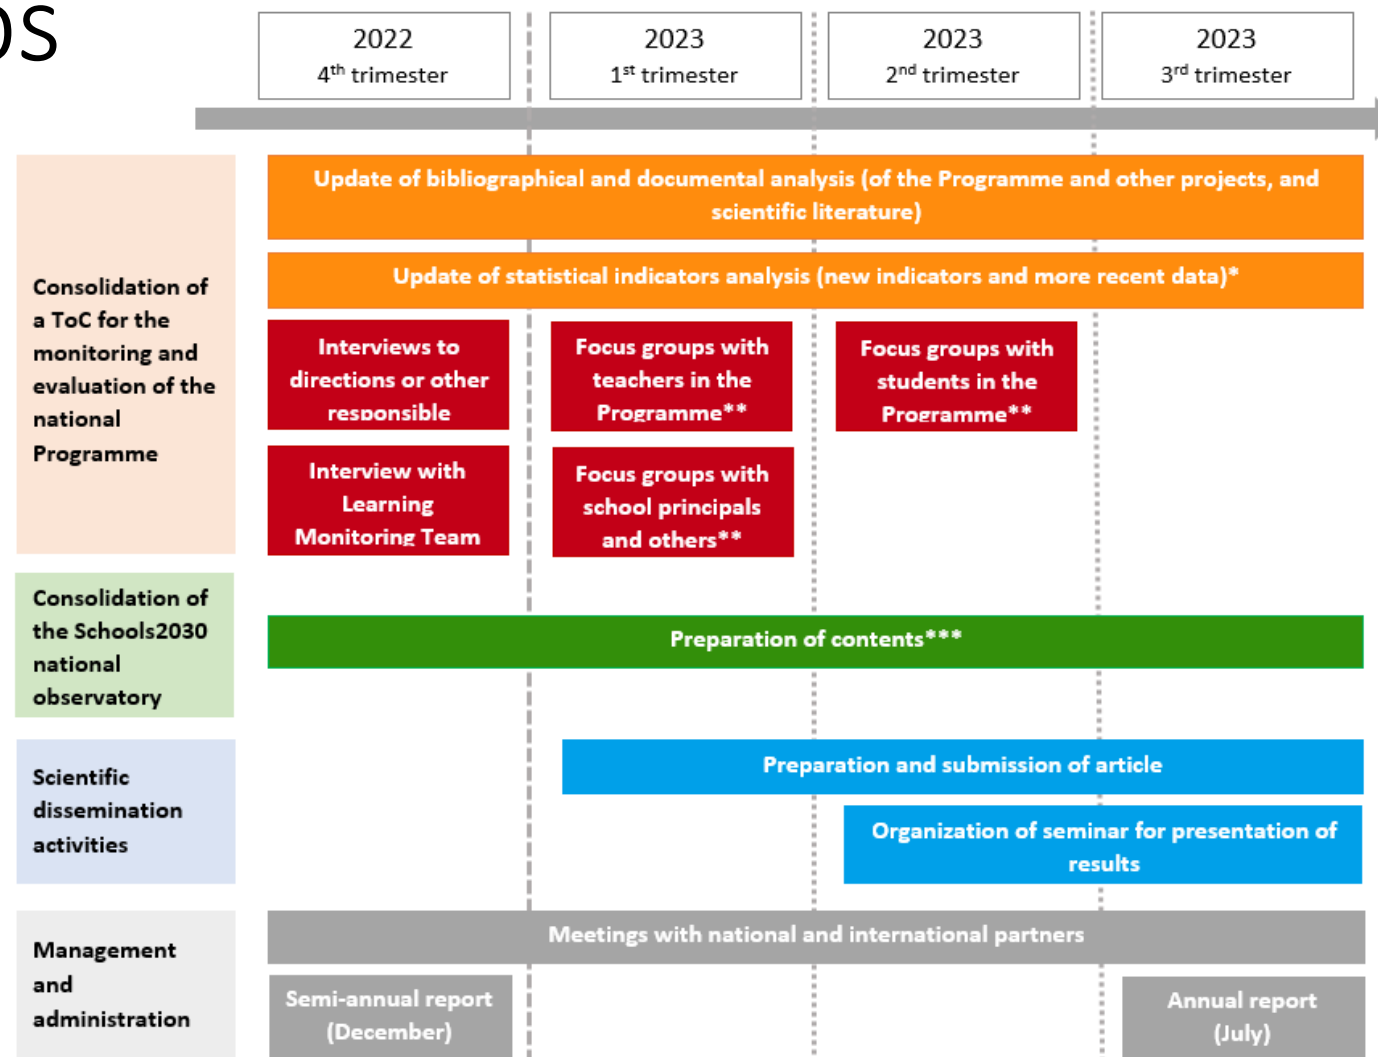 OS
2022
4th trimester
2023
1st trimester
2023
2nd trimester
2023
3rd trimester
Consolidation of
a ToC for the
monitoring and
evaluation of the
national
Programme
Update of bibliographical and documental analysis (of the Programme and other projects, and
scientific literature)
Update of statistical indicators analysis (new indicators and more recent data)*
Interviews to
directions or other
responsible
Focus groups with
teachers in the
Programme**
Focus groups with
students in the
Programme**
Interview with
Learning
Monitoring Team
Focus groups with
school principals
and others**
Consolidation of
the Schools2030
national
observatory
Preparation of contents***
Scientific
dissemination
activities
Preparation and submission of article
Organization of seminar for presentation of
results
Management
and
administration
Meetings with national and international partners
Semi-annual report
(December)
Annual report
(July)